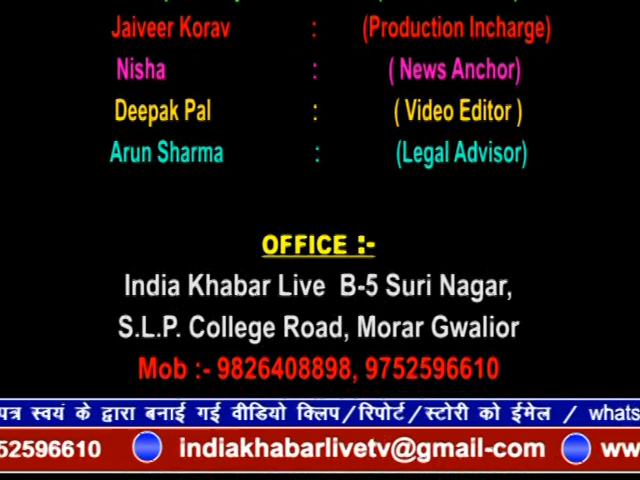 Jaiveer Korav : (Production Incharge)
Nisha : ( News Anchor)
Deepak Pal : ( Video Editor )
Arun Sharma : (Legal Advisor)
OFFICE :-
India Khabar Live B-5 Suri Nagar,
S.L.P. College Road, Morar Gwalior
Mob :- 9826408898, 9752596610
पत्र स्वयं के द्वारा बनाई गई वीडियो क्लिप/रिपोर्ट/स्टोरी को ईमेल / whats
52596610 indiakhabarlivetv@gmail-com ww